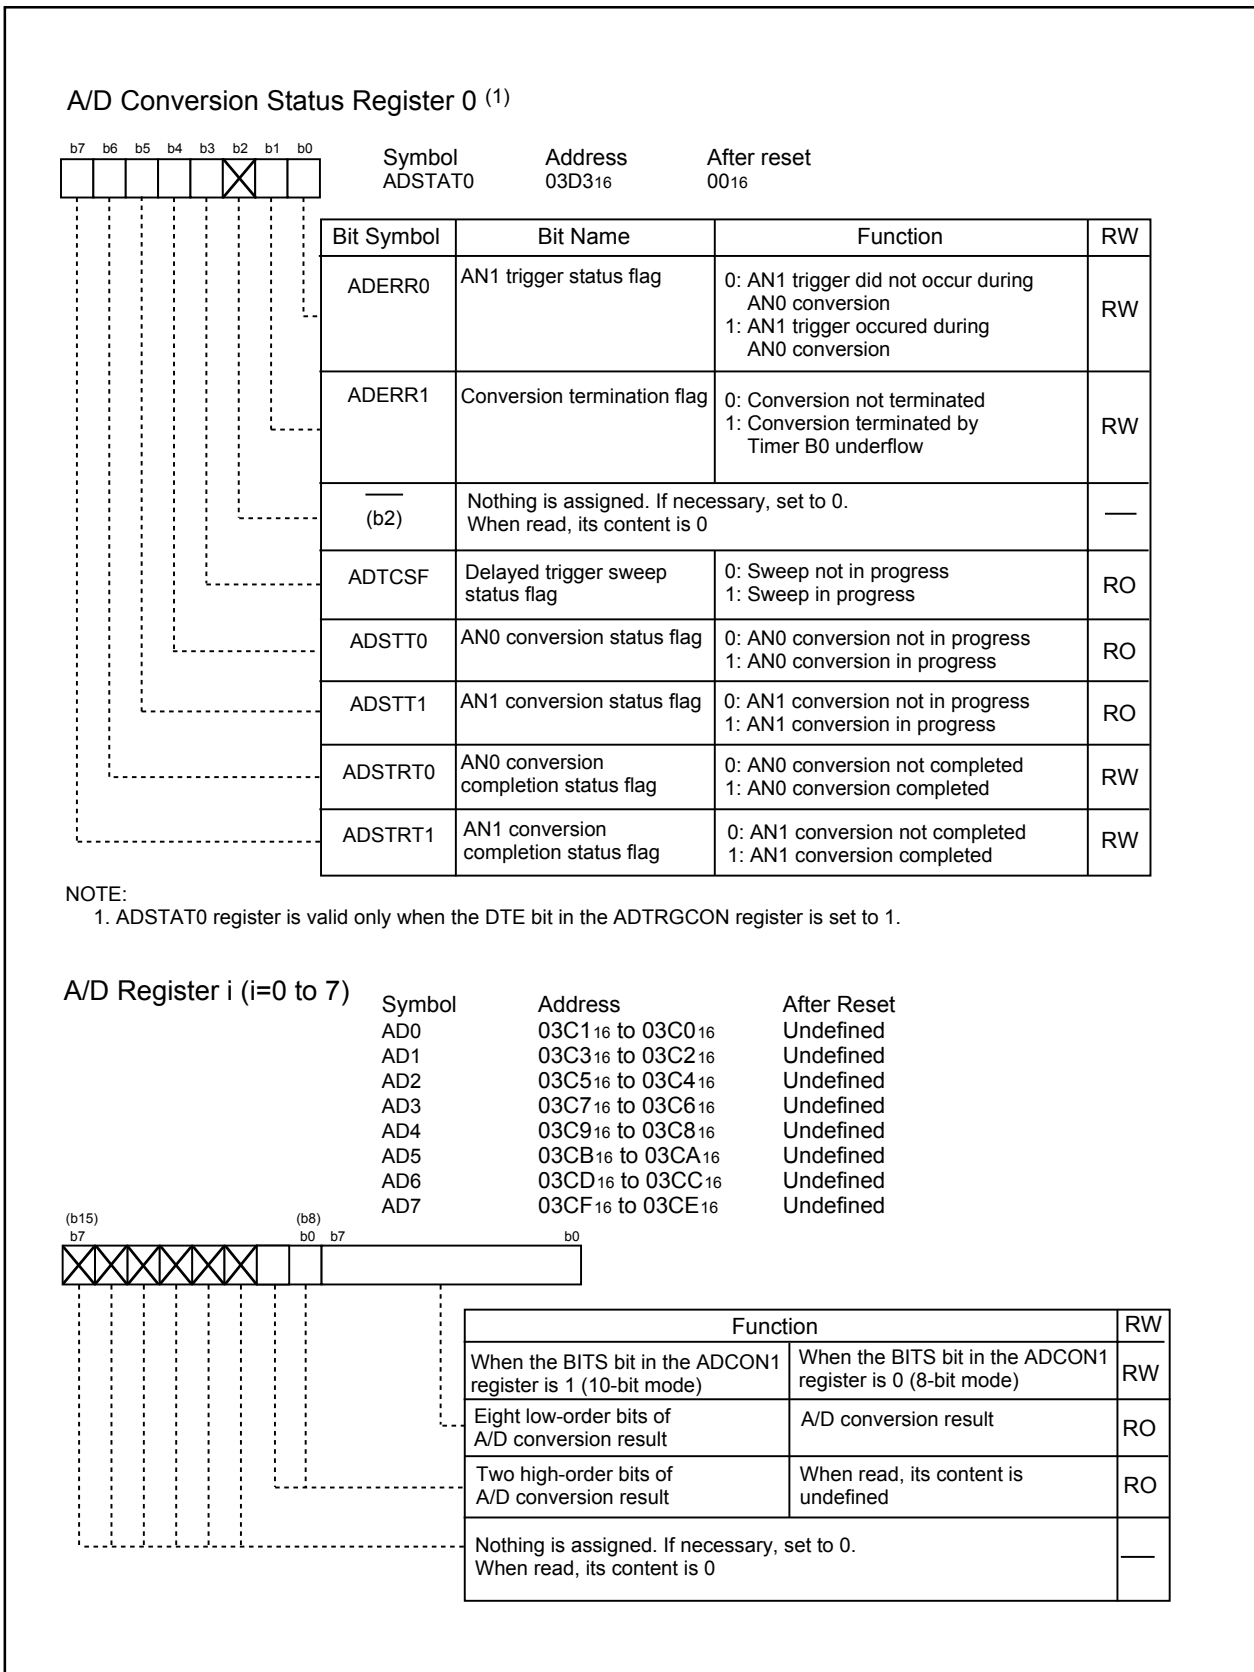 A/D Conversion Status Register 0 (1)
b7 b6 b5 b4 b3 b2 b1 b0
Symbol Address After reset
ADSTAT0 03D316 0016
Bit Symbol Bit Name Function RW
ADERR0 AN1 trigger status flag 0: AN1 trigger did not occur during
AN0 conversion
1: AN1 trigger occured during
AN0 conversion
RW
ADERR1 Conversion termination flag 0: Conversion not terminated
1: Conversion terminated by
Timer B0 underflow
RW
(b2) Nothing is assigned. If necessary, set to 0.
When read, its content is 0
ADTCSF Delayed trigger sweep
status flag
0: Sweep not in progress
1: Sweep in progress
RO
ADSTT0 AN0 conversion status flag 0: AN0 conversion not in progress
1: AN0 conversion in progress
RO
ADSTT1 AN1 conversion status flag 0: AN1 conversion not in progress
1: AN1 conversion in progress
RO
ADSTRT0 AN0 conversion
completion status flag
0: AN0 conversion not completed
1: AN0 conversion completed
RW
ADSTRT1 AN1 conversion
completion status flag
0: AN1 conversion not completed
1: AN1 conversion completed
RW
NOTE:
1. ADSTAT0 register is valid only when the DTE bit in the ADTRGCON register is set to 1.
A/D Register i (i=0 to 7)
Symbol Address After Reset
AD0 03C116 to 03C016 Undefined
AD1 03C316 to 03C216 Undefined
AD2 03C516 to 03C416 Undefined
AD3 03C716 to 03C616 Undefined
AD4 03C916 to 03C816 Undefined
AD5 03CB16 to 03CA16 Undefined
AD6 03CD16 to 03CC16 Undefined
AD7 03CF16 to 03CE16 Undefined
(b15) (b8)
b7 b0 b7 b0
Function RW
When the BITS bit in the ADCON1
register is 1 (10-bit mode)
When the BITS bit in the ADCON1
register is 0 (8-bit mode)
RW
Eight low-order bits of
A/D conversion result
A/D conversion result
RO
Two high-order bits of
A/D conversion result
When read, its content is
undefined
RO
Nothing is assigned. If necessary, set to 0.
When read, its content is 0